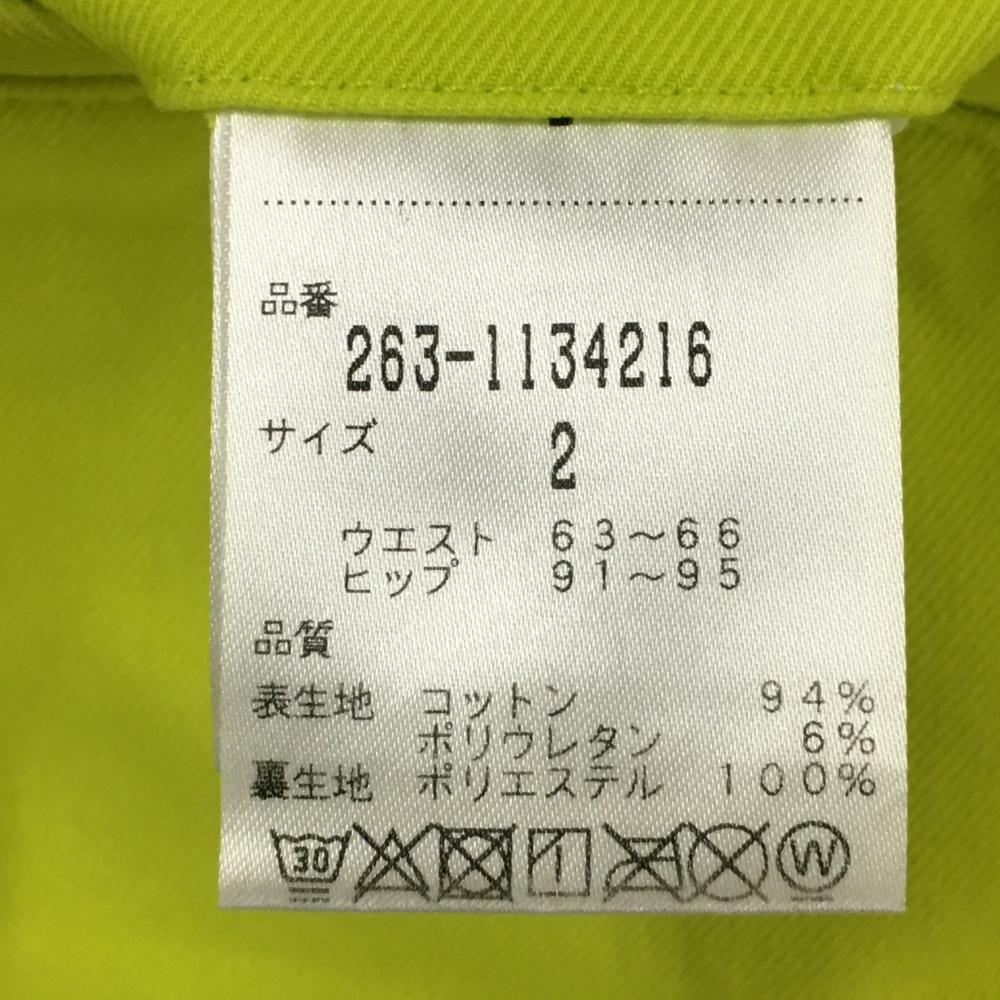 品番
263-1134216
サイズ 2
ウエスト 63～66
ヒップ 91～95
品質
表生地 コットン 94%
ポリウレタン 6%
裏生地 ポリエステル 100%
30 W